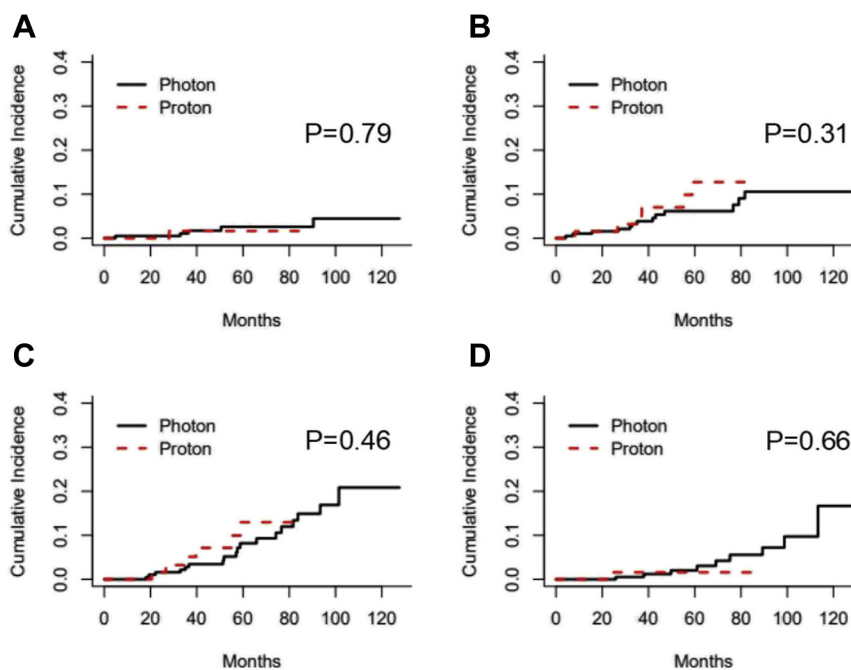 A
Cumulative Incidence
0.4
0.3
0.2
0.1
0.0
Photon
Proton
P=0.79
0 20 40 60 80 100 120
Months
B
Cumulative Incidence
0.4
0.3
0.2
0.1
0.0
Photon
Proton
P=0.31
0 20 40 60 80 100 120
Months
C
Cumulative Incidence
0.4
0.3
0.2
0.1
0.0
Photon
Proton
P=0.46
0 20 40 60 80 100 120
Months
D
Cumulative Incidence
0.4
0.3
0.2
0.1
0.0
Photon
Proton
P=0.66
0 20 40 60 80 100 120
Months